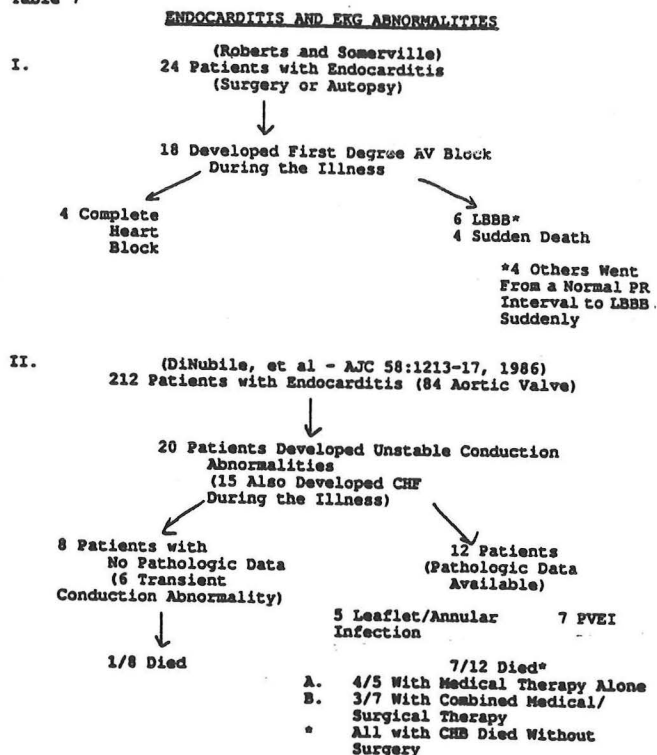 Table 7
ENDOCARDITIS AND EKG ABNORMALITIES
I.
(Roberts and Somerville)
24 Patients with Endocarditis
(Surgery or Autopsy)
18 Developed First Degree AV Block
During the Illness
4 Complete
Heart
Block
6 LBBB*
4 Sudden Death
*4 Others Went
From a Normal PR
Interval to LBBB
Suddenly
II.
(DiNubile, et al - AJC 58:1213-17, 1986)
212 Patients with Endocarditis (84 Aortic Valve)
20 Patients Developed Unstable Conduction
Abnormalities
(15 Also Developed CHF
During the Illness)
8 Patients with
No Pathologic Data
(6 Transient
Conduction Abnormality)
1/8 Died
12 Patients
(Pathologic Data
Available)
5 Leaflet/Annular 7 PVEI
Infection
7/12 Died*
A. 4/5 With Medical Therapy Alone
B. 3/7 With Combined Medical/
Surgical Therapy
* All with CHB Died Without
Surgery